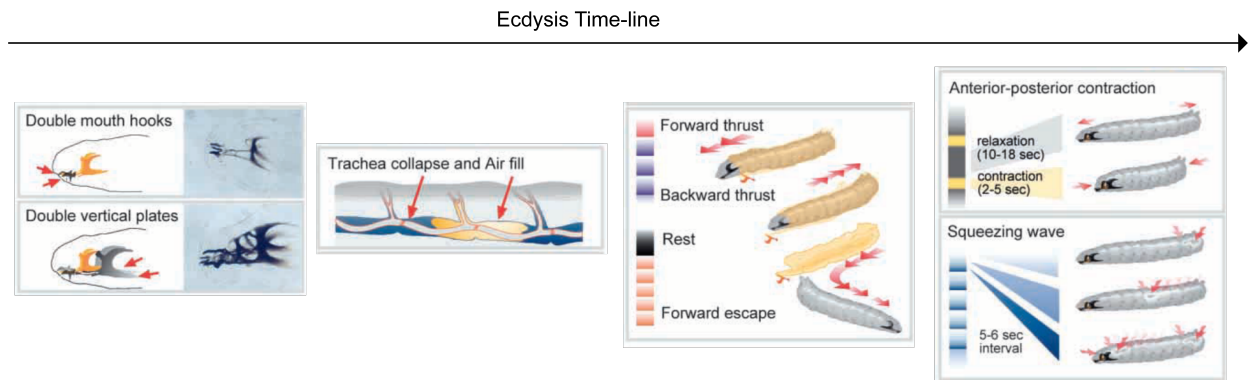 Ecdysis Time-line
Double mouth hooks
Double vertical plates
Trachea collapse and Air fill
Forward thrust
Backward thrust
Rest
Forward escape
Anterior-posterior contraction
relaxation
(10-18 sec)
contraction
(2-5 sec)
Squeezing wave
5-6 sec
interval